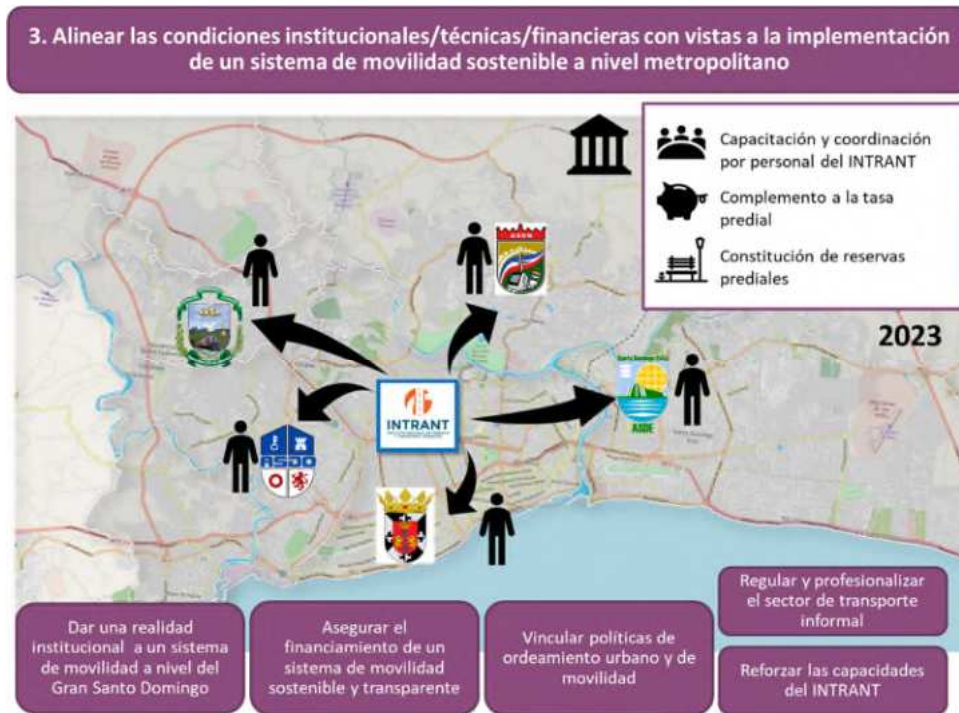 3. Alinear las condiciones institucionales/técnicas/financieras con vistas a la implementación
de un sistema de movilidad sostenible a nivel metropolitano
Capacitación y coordinación
por personal del INTRANT
Complemento a la tasa
predial
Constitución de reservas
prediales
2023
INTRANT
ASDE
ASDO
Dar una realidad
institucional a un sistema
de movilidad a nivel del
Gran Santo Domingo
Asegurar el
financiamiento de un
sistema de movilidad
sostenible y transparente
Vincular políticas de
ordeamiento urbano y de
movilidad
Regular y profesionalizar
el sector de transporte
informal
Reforzar las capacidades
del INTRANT